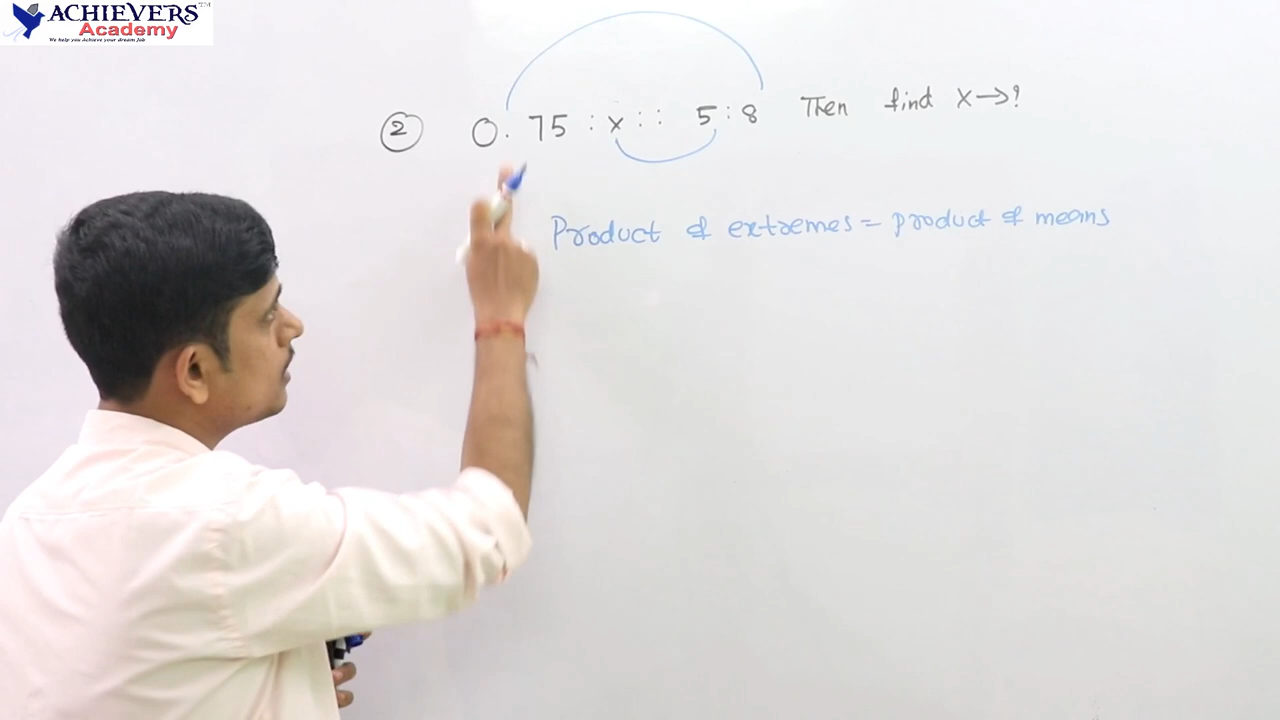 ACHIEVERS™
Academy
We help you Achieve your dream Job
② 0.75 : x :: 5 : 8 Then find x→?
Product of extremes = product of means